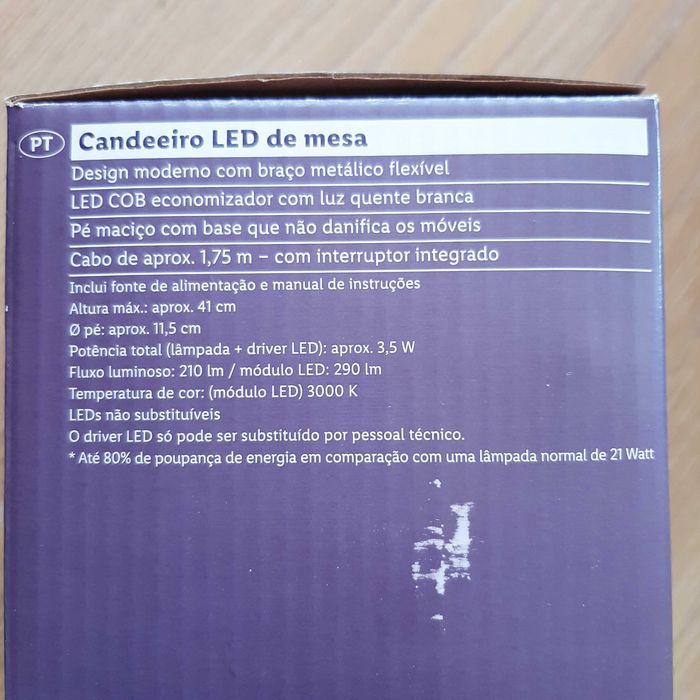 PT
Candeeiro LED de mesa
Design moderno com braço metálico flexível
LED COB economizador com luz quente branca
Pé maciço com base que não danifica os móveis
Cabo de aprox. 1,75 m – com interruptor integrado
Inclui fonte de alimentação e manual de instruções
Altura máx.: aprox. 41 cm
Ø pé: aprox. 11,5 cm
Potência total (lâmpada + driver LED): aprox. 3,5 W
Fluxo luminoso: 210 lm / módulo LED: 290 lm
Temperatura de cor: (módulo LED) 3000 K
LEDs não substituíveis
O driver LED só pode ser substituído por pessoal técnico.
* Até 80% de poupança de energia em comparação com uma lâmpada normal de 21 Watt